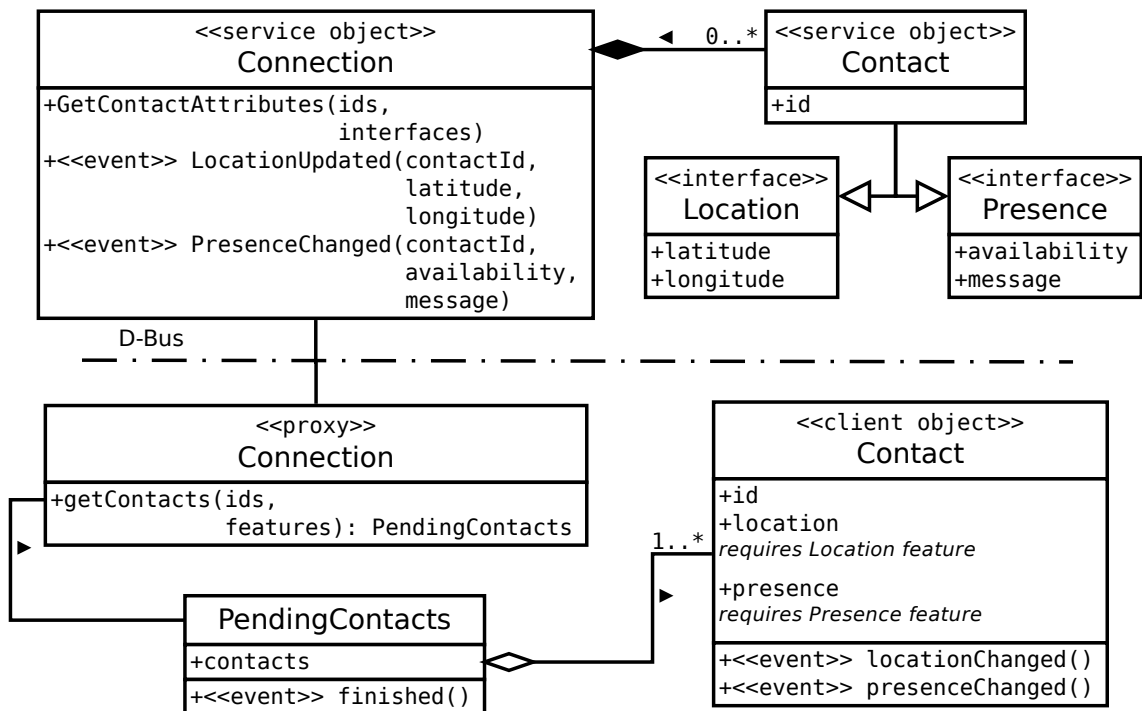 <<service object>>
Connection
+GetContactAttributes(ids,
interfaces)
+<<event>> LocationUpdated(contactId,
latitude,
longitude)
+<<event>> PresenceChanged(contactId,
availability,
message)
0..*
<<service object>>
Contact
+id
<<interface>>
Location
+latitude
+longitude
<<interface>>
Presence
+availability
+message
D-Bus
<<proxy>>
Connection
+getContacts(ids,
features): PendingContacts
PendingContacts
+contacts
+<<event>> finished()
1..*
<<client object>>
Contact
+id
+location
requires Location feature
+presence
requires Presence feature
+<<event>> locationChanged()
+<<event>> presenceChanged()